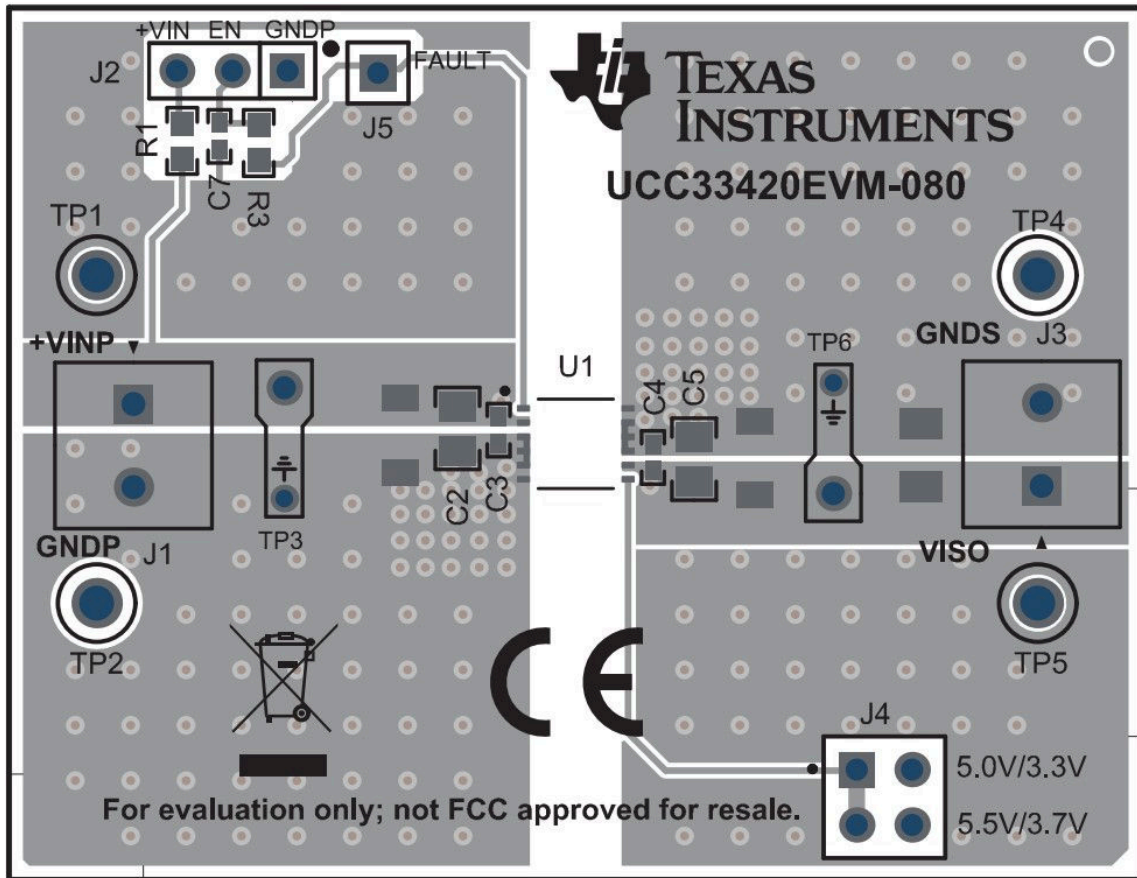 +VIN EN GNDP
J2
FAULT
J5
R1
C7
R3
TEXAS
INSTRUMENTS
UCC33420EVM-080
TP1
TP4
+VINP
GNDS
J3
TP6
U1
C4
C5
C2
C3
TP3
GNDP
J1
VISO
TP2
TP5
CE
J4
5.0V/3.3V
5.5V/3.7V
For evaluation only; not FCC approved for resale.